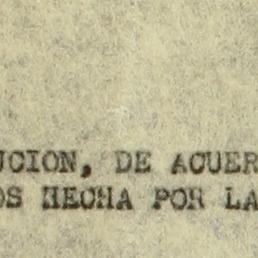 UCION, DE ACUER
OS HECHA POR LA